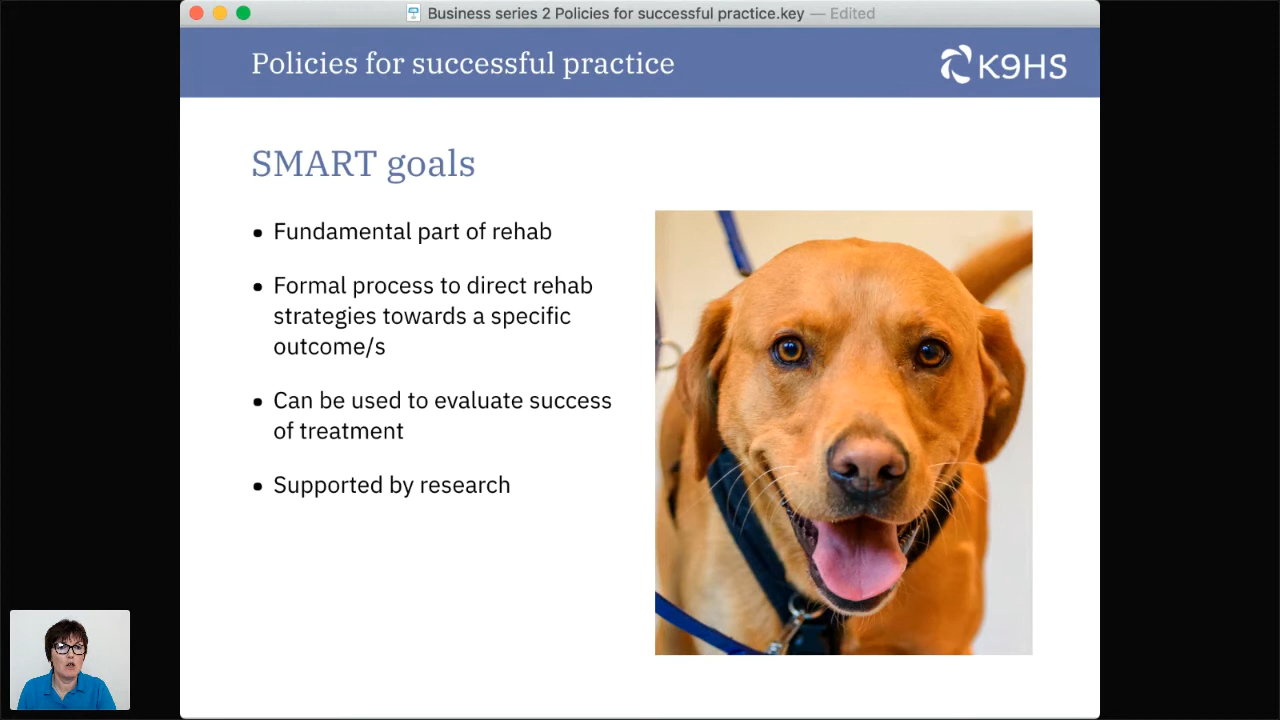 Business series 2 Policies for successful practice.key — Edited
Policies for successful practice
K9HS
SMART goals
• Fundamental part of rehab
• Formal process to direct rehab
strategies towards a specific
outcome/s
• Can be used to evaluate success
of treatment
• Supported by research